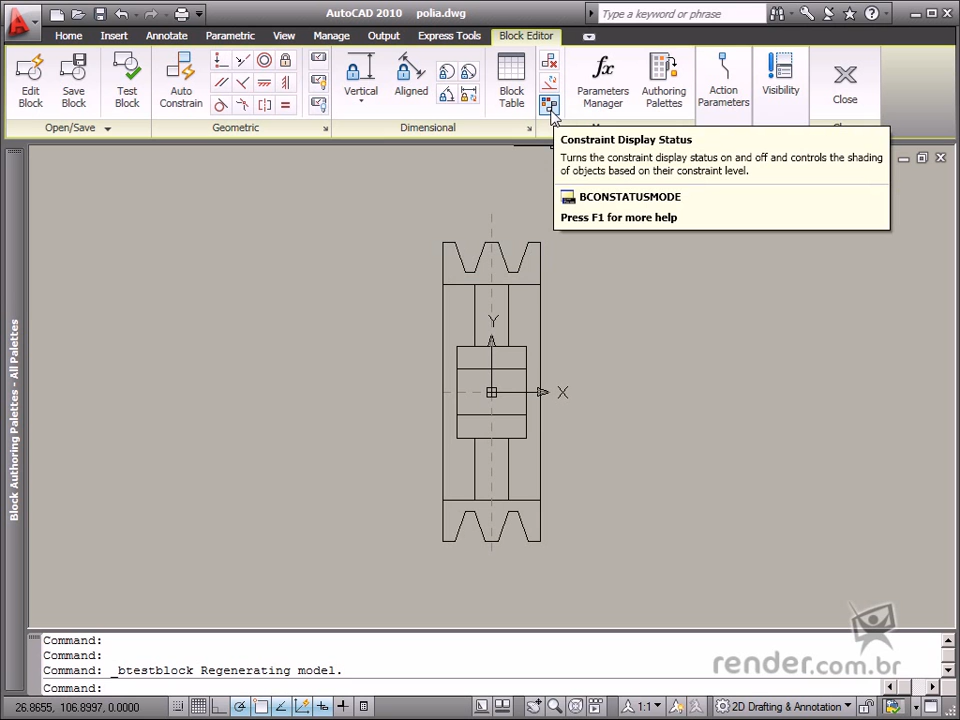 AutoCAD 2010 polia.dwg
Type a keyword or phrase
Home Insert Annotate Parametric View Manage Output Express Tools Block Editor
Edit Block
Save Block
Test Block
Auto Constrain
Vertical
Aligned
Block Table
Parameters Manager
Authoring Palettes
Action Parameters
Visibility
Close
Open/Save
Geometric
Dimensional
Constraint Display Status
Turns the constraint display status on and off and controls the shading
of objects based on their constraint level.
BCONSTATUSMODE
Press F1 for more help
Y
X
Block Authoring Palettes - All Palettes
Command:
Command:
Command: _btestblock Regenerating model.
Command:
render.com.br
26.8655, 106.8997, 0.0000
1:1
2D Drafting & Annotation